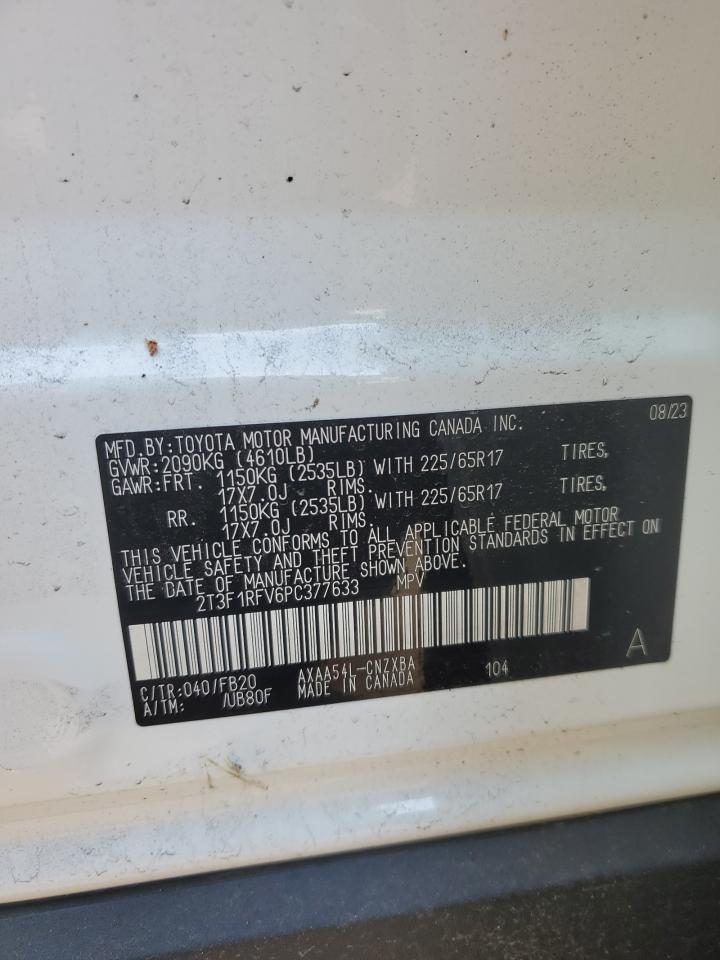 08/23
MFD.BY:TOYOTA MOTOR MANUFACTURING CANADA INC.
GVWR:2090KG (4610LB)
GAWR:FRT. 1150KG (2535LB) WITH 225/65R17 TIRES,
17X7.0J RIMS.
RR. 1150KG (2535LB) WITH 225/65R17 TIRES,
17X7.0J RIMS.
THIS VEHICLE CONFORMS TO ALL APPLICABLE FEDERAL MOTOR
VEHICLE SAFETY AND THEFT PREVENTION STANDARDS IN EFFECT ON
THE DATE OF MANUFACTURE SHOWN ABOVE.
2T3F1RFV6PC377633 MPV
A
C/TR:040/FB20 AXAA54L-CNZXBA 104
A/TM: /UB80F MADE IN CANADA